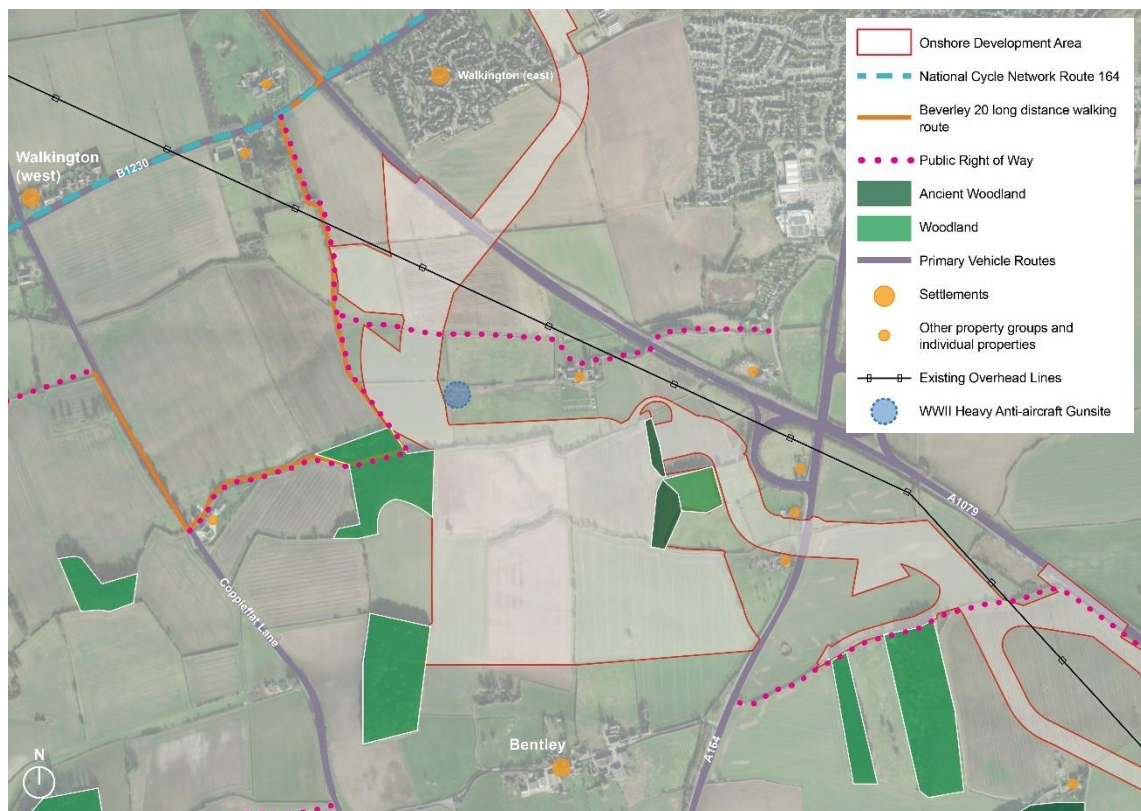 Onshore Development Area
National Cycle Network Route 164
Beverley 20 long distance walking
route
Public Right of Way
Ancient Woodland
Woodland
Primary Vehicle Routes
Settlements
Other property groups and
individual properties
Existing Overhead Lines
WWII Heavy Anti-aircraft Gunsite
Walkington (east)
Walkington
(west)
B1230
A1079
Coppleflat Lane
A164
Bentley
N